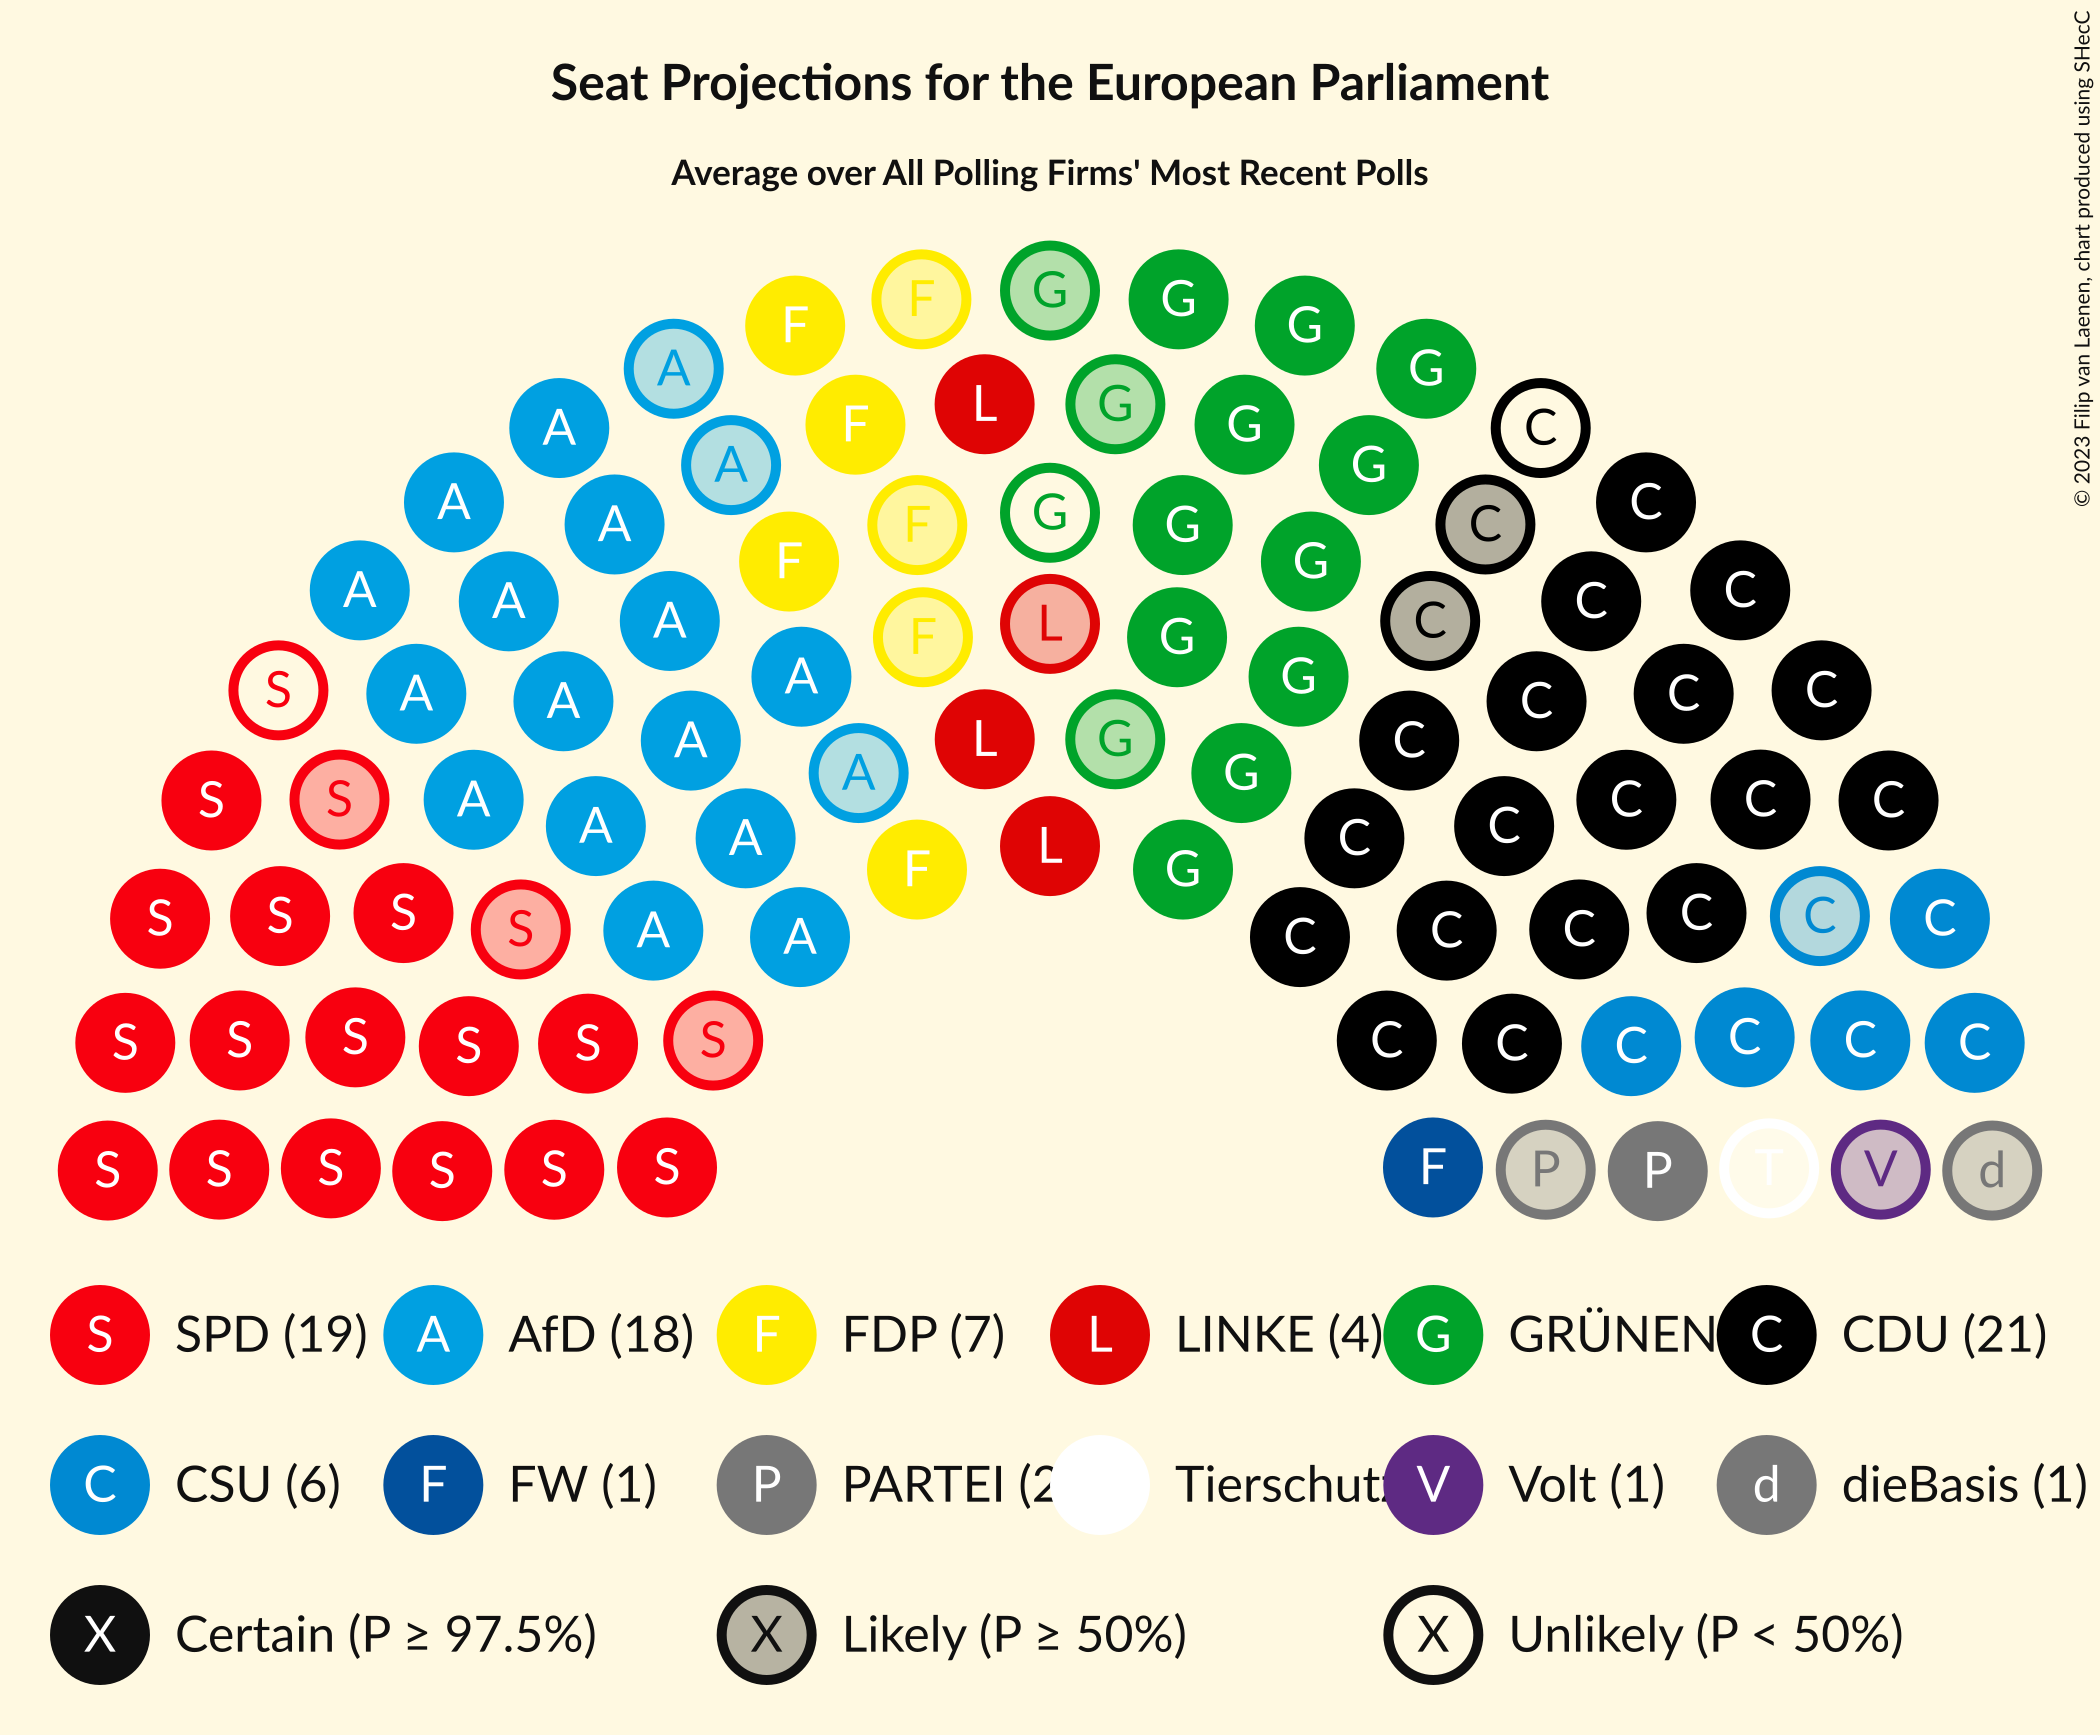 Seat Projections for the European Parliament
Average over All Polling Firms' Most Recent Polls
© 2023 Filip van Laenen, chart produced using SHecC
G
F G
F G
A G
F G
A L G C
F G
A G C
A G
F G
A A C C
F G
A G C
A A C C
L
A F G C
A A C C
A G
S A A C C
A A C C
L G
A G
S S A C C C
A C
A C
L
F G
S S S C C C
S A A C C C
S S S S S S C C C C C C
S S S S S S F P P T V d
S SPD (19) A AfD (18) F FDP (7) L LINKE (4) G GRÜNEN C CDU (21)
C CSU (6) F FW (1) P PARTEI (2 Tierschutz V Volt (1) d dieBasis (1)
X Certain (P ≥ 97.5%) X Likely (P ≥ 50%) X Unlikely (P < 50%)